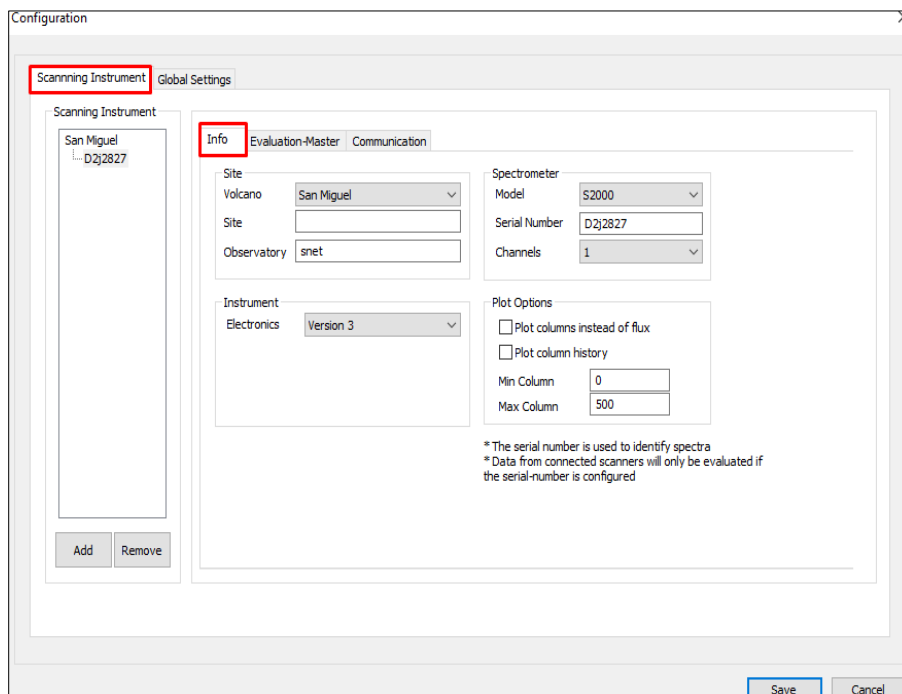 Configuration
Scannning Instrument Global Settings
Scanning Instrument
San Miguel
D2j2827
Add Remove
Info Evaluation-Master Communication
Site
Volcano San Miguel
Site
Observatory snet
Instrument
Electronics Version 3
Spectrometer
Model S2000
Serial Number D2j2827
Channels 1
Plot Options
Plot columns instead of flux
Plot column history
Min Column 0
Max Column 500
* The serial number is used to identify spectra
* Data from connected scanners will only be evaluated if
the serial-number is configured
Save Cancel